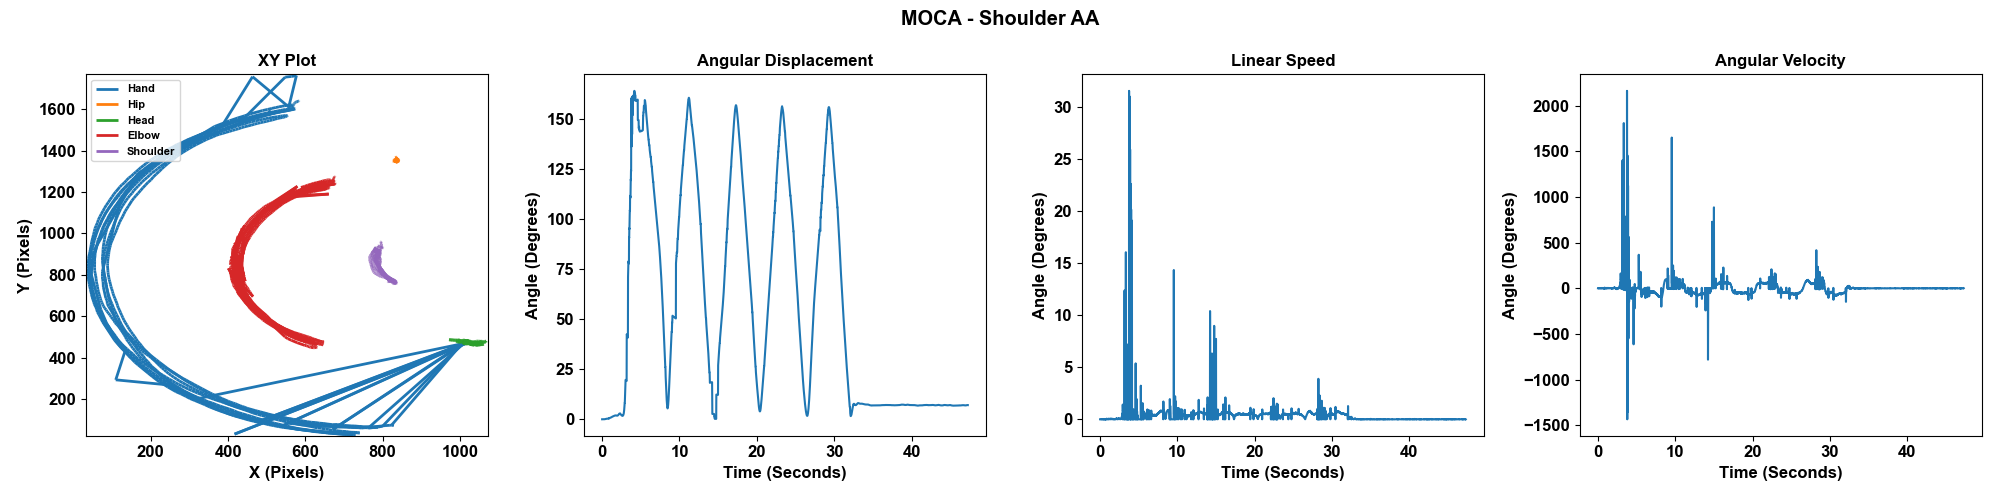 MOCA - Shoulder AA
XY Plot
Hand
Hip
Head
Elbow
Shoulder
1600
1400
1200
1000
800
600
400
200
Y (Pixels)
200 400 600 800 1000
X (Pixels)
Angular Displacement
150
125
100
75
50
25
0
Angle (Degrees)
0 10 20 30 40
Time (Seconds)
Linear Speed
30
25
20
15
10
5
0
Angle (Degrees)
0 10 20 30 40
Time (Seconds)
Angular Velocity
2000
1500
1000
500
0
−500
−1000
−1500
Angle (Degrees)
0 10 20 30 40
Time (Seconds)